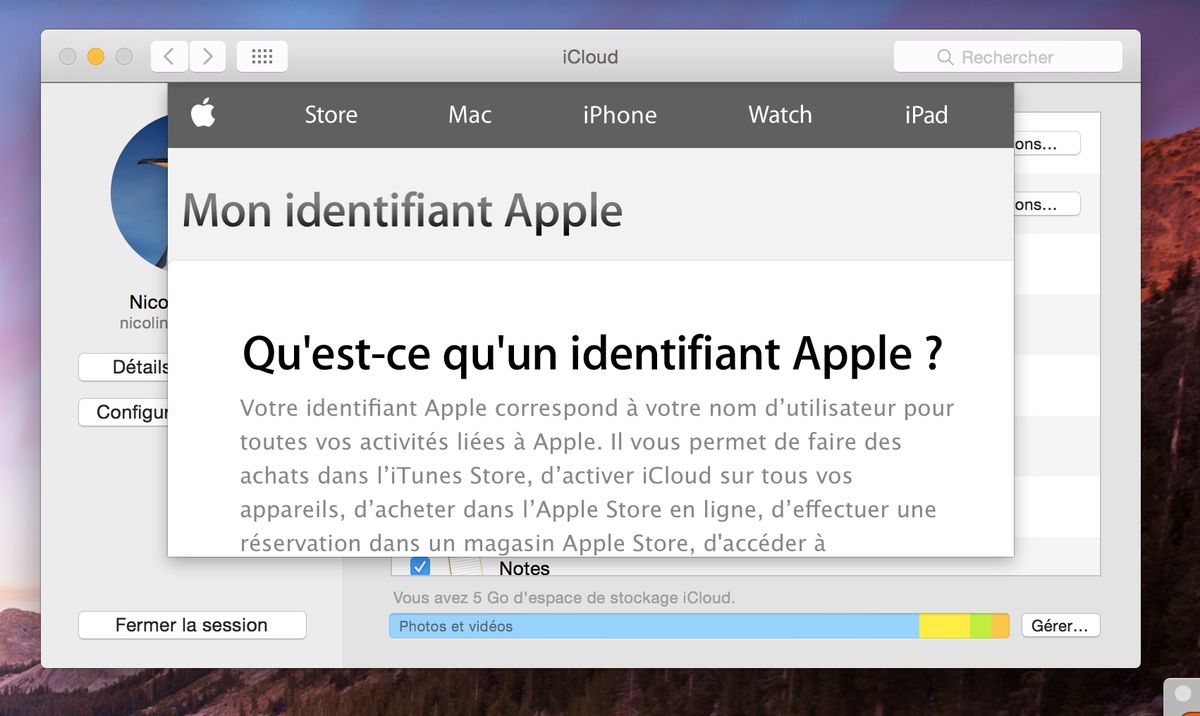 iCloud
Rechercher
Store Mac iPhone Watch iPad
ons...
Mon identifiant Apple
ons...
Nico
nicolin
Qu'est-ce qu'un identifiant Apple ?
Détails
Votre identifiant Apple correspond à votre nom d’utilisateur pour
Configur
toutes vos activités liées à Apple. Il vous permet de faire des
achats dans l’iTunes Store, d’activer iCloud sur tous vos
appareils, d’acheter dans l’Apple Store en ligne, d’effectuer une
réservation dans un magasin Apple Store, d'accéder à
Notes
Vous avez 5 Go d'espace de stockage iCloud.
Fermer la session
Photos et vidéos
Gérer...